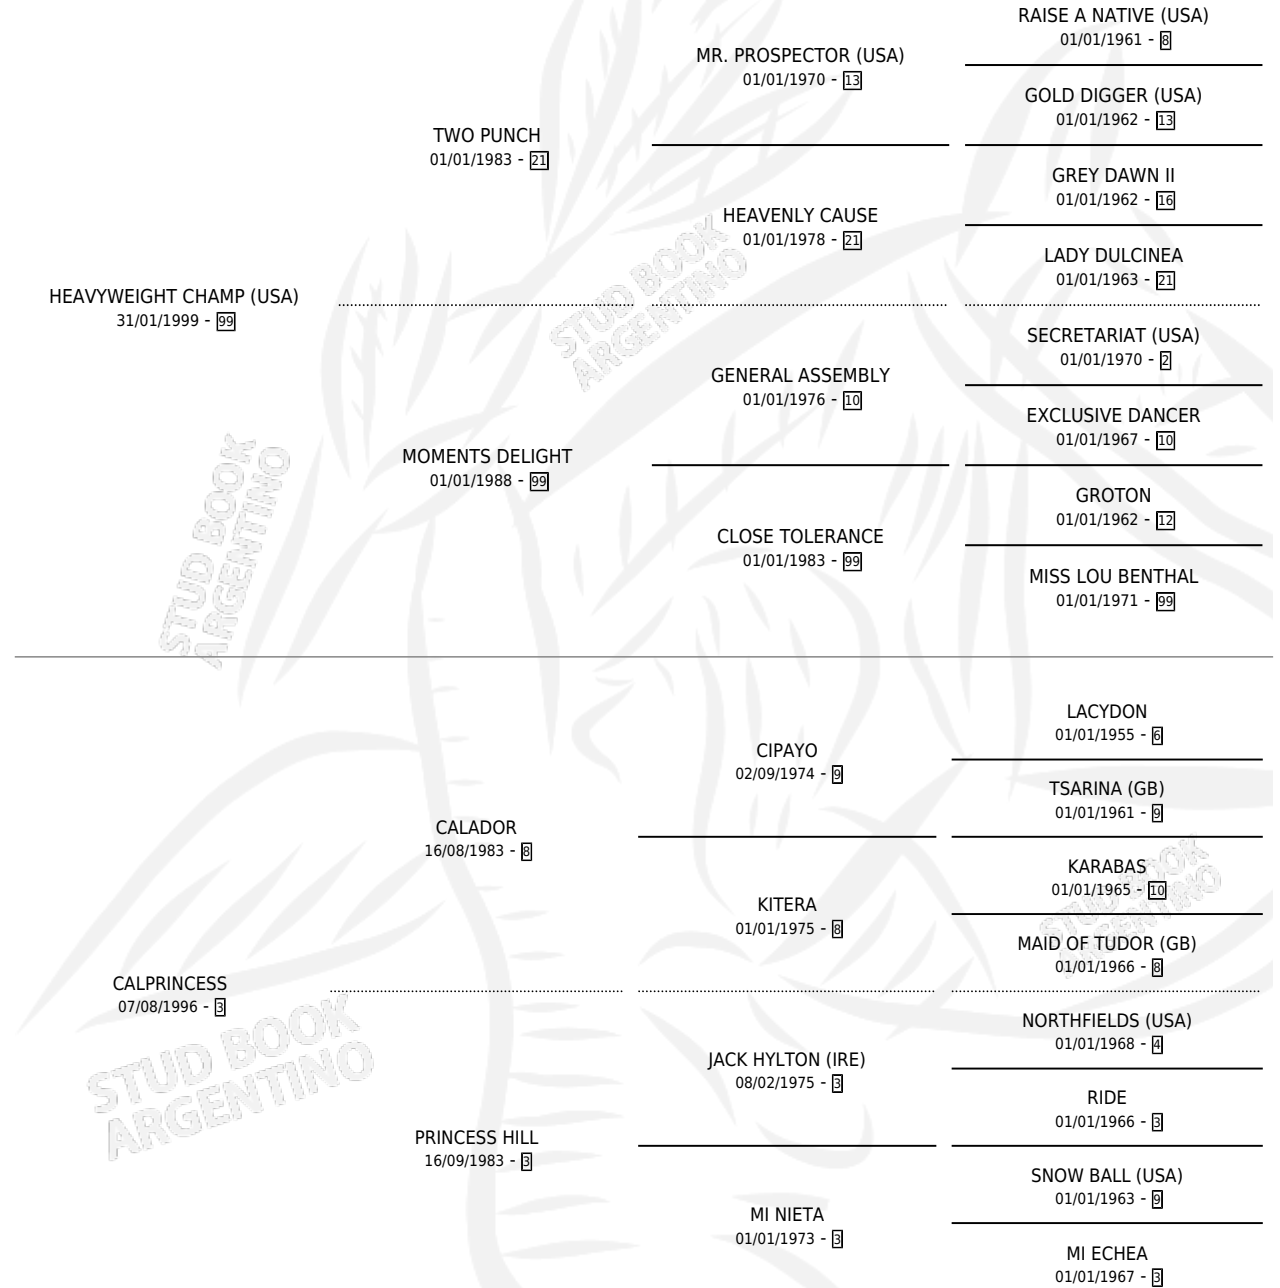 RAISE A NATIVE (USA)
01/01/1961 - 8
MR. PROSPECTOR (USA)
01/01/1970 - 13
GOLD DIGGER (USA)
01/01/1962 - 13
TWO PUNCH
01/01/1983 - 21
GREY DAWN II
01/01/1962 - 16
HEAVENLY CAUSE
01/01/1978 - 21
LADY DULCINEA
01/01/1963 - 21
HEAVYWEIGHT CHAMP (USA)
31/01/1999 - 99
STUD BOOK
ARGENTINO
SECRETARIAT (USA)
01/01/1970 - 2
GENERAL ASSEMBLY
01/01/1976 - 10
EXCLUSIVE DANCER
01/01/1967 - 10
MOMENTS DELIGHT
01/01/1988 - 99
GROTON
01/01/1962 - 12
CLOSE TOLERANCE
01/01/1983 - 99
MISS LOU BENTHAL
01/01/1971 - 99
STUD BOOK
ARGENTINO
LACYDON
01/01/1955 - 6
CIPAYO
02/09/1974 - 9
TSARINA (GB)
01/01/1961 - 9
CALADOR
16/08/1983 - 8
KARABAS
01/01/1965 - 10
KITERA
01/01/1975 - 8
MAID OF TUDOR (GB)
01/01/1966 - 8
STUD BOOK
ARGENTINO
CALPRINCESS
07/08/1996 - 3
NORTHFIELDS (USA)
01/01/1968 - 4
JACK HYLTON (IRE)
08/02/1975 - 3
RIDE
01/01/1966 - 3
STUD BOOK
ARGENTINO
PRINCESS HILL
16/09/1983 - 3
SNOW BALL (USA)
01/01/1963 - 9
MI NIETA
01/01/1973 - 3
MI ECHEA
01/01/1967 - 3